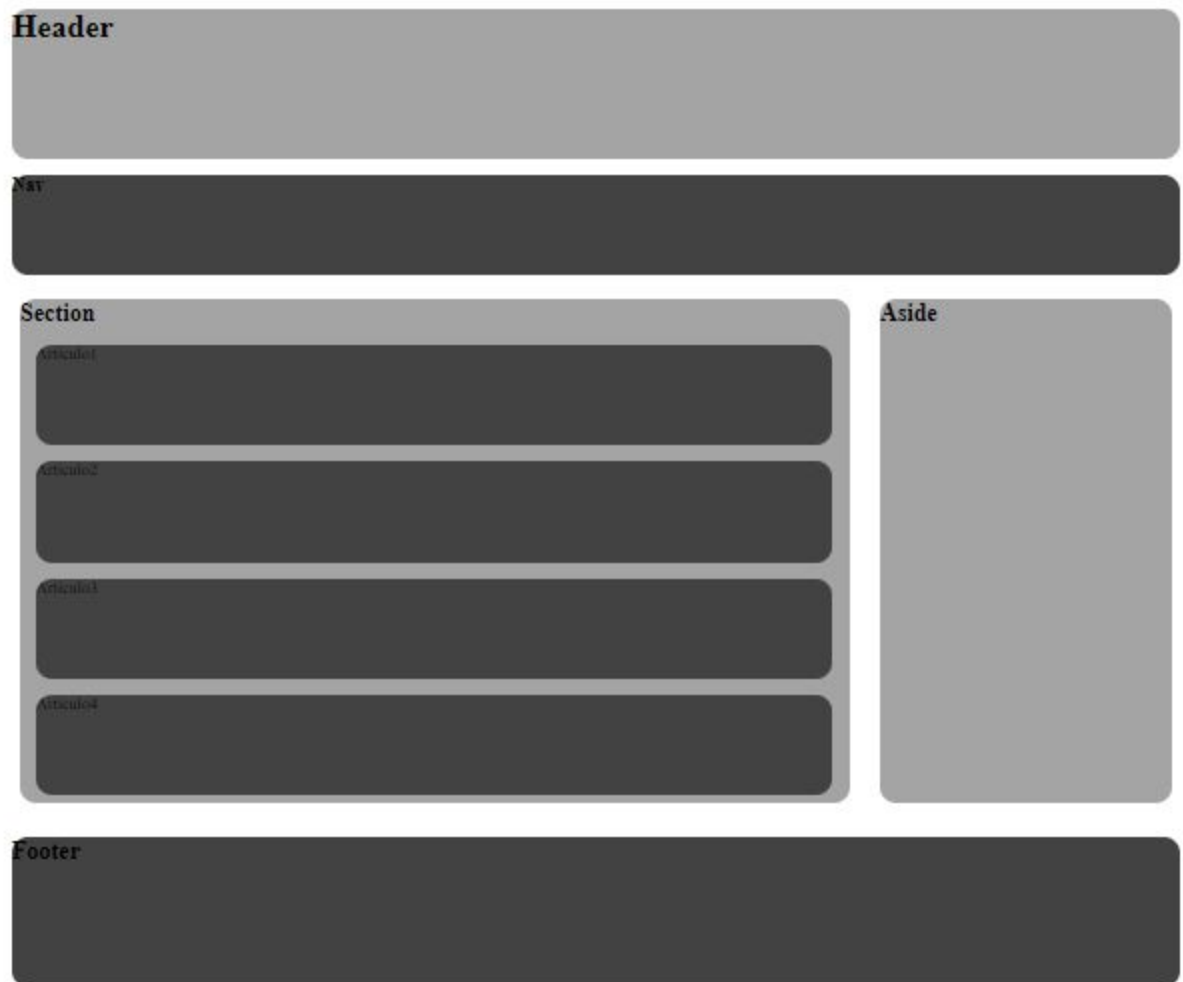 Header
Nav
Section
Articulo1
Articulo2
Articulo3
Articulo4
Aside
Footer